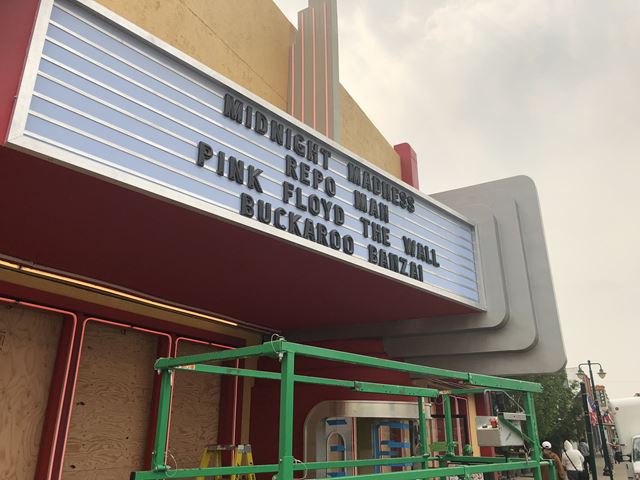 MIDNIGHT MADNESS
REPO MAN
PINK FLOYD THE WALL
BUCKAROO BANZAI